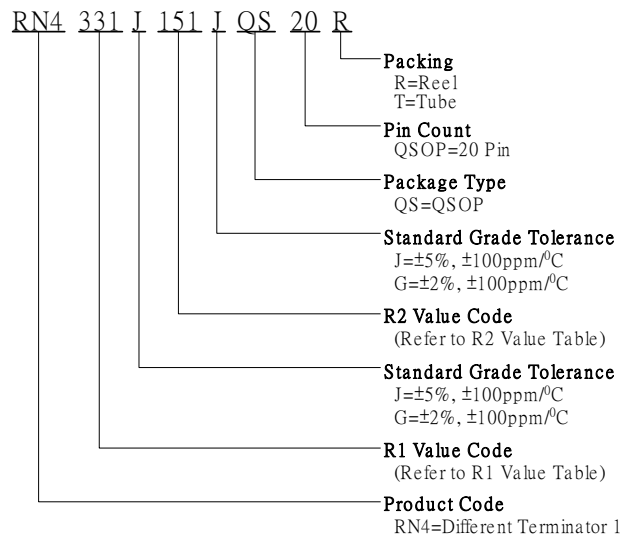 RN4 331 J 151 J QS 20 R
Packing
R=Reel
T=Tube
Pin Count
QSOP=20 Pin
Package Type
QS=QSOP
Standard Grade Tolerance
J=±5%, ±100ppm/⁰C
G=±2%, ±100ppm/⁰C
R2 Value Code
(Refer to R2 Value Table)
Standard Grade Tolerance
J=±5%, ±100ppm/⁰C
G=±2%, ±100ppm/⁰C
R1 Value Code
(Refer to R1 Value Table)
Product Code
RN4=Different Terminator 1